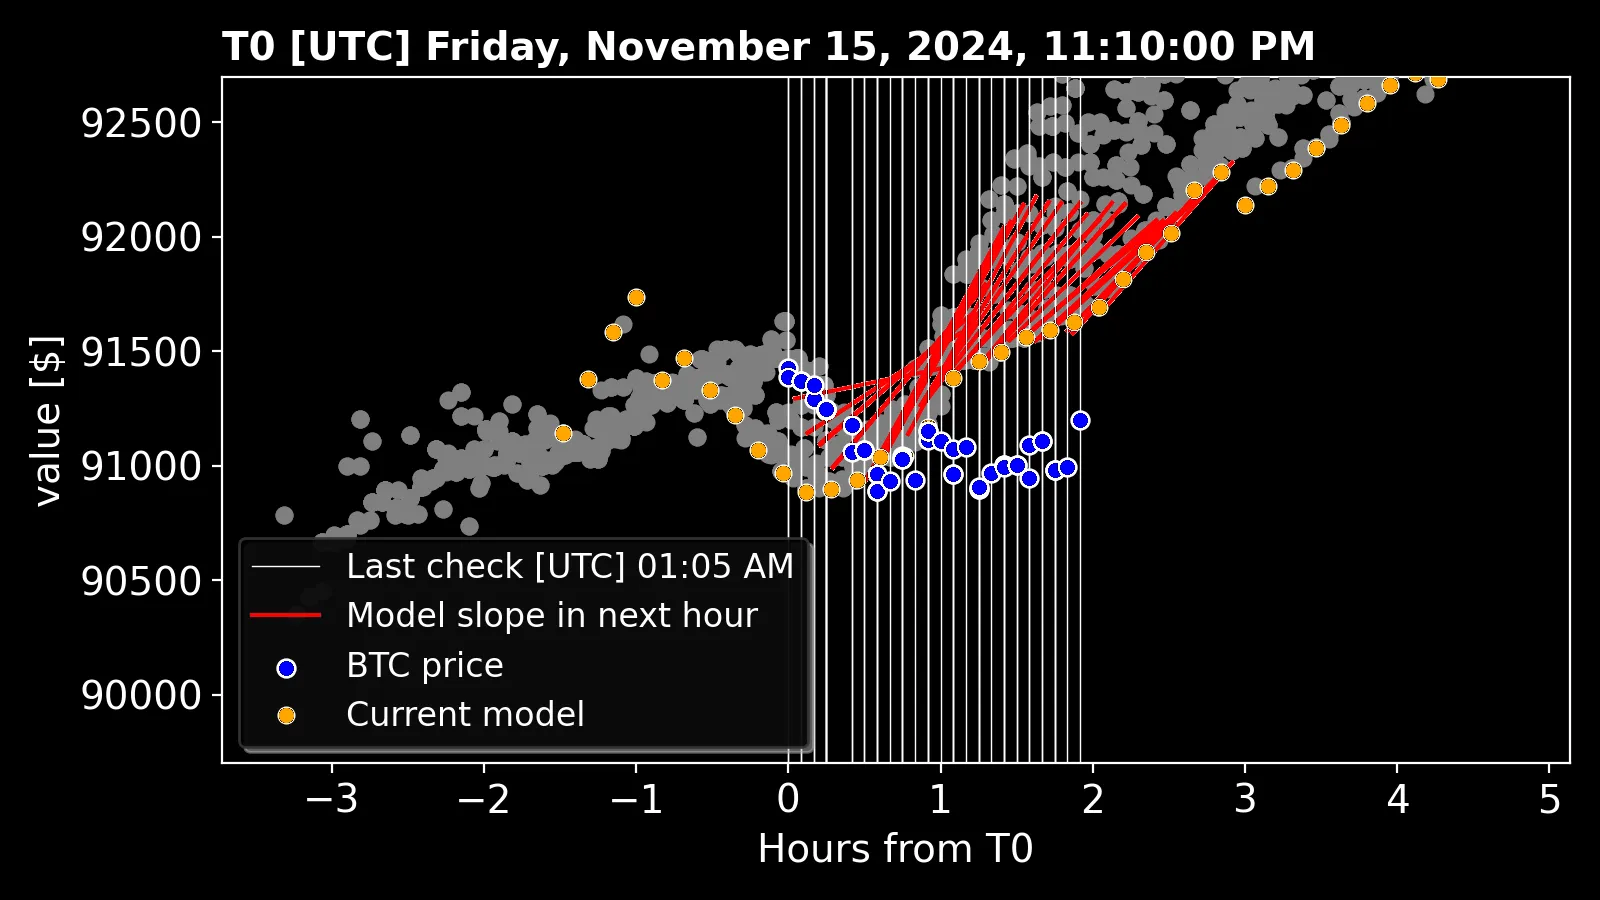 T0 [UTC] Friday, November 15, 2024, 11:10:00 PM
value [$]
92500
92000
91500
91000
90500
90000
Last check [UTC] 01:05 AM
Model slope in next hour
BTC price
Current model
−3 −2 −1 0 1 2 3 4 5
Hours from T0